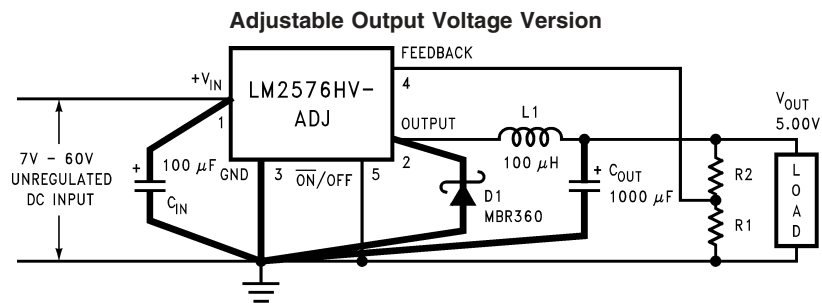 Adjustable Output Voltage Version
FEEDBACK
+VIN
LM2576HV-
ADJ
4
1
OUTPUT
L1
VOUT
5.00V
7V - 60V
UNREGULATED
DC INPUT
+
100 μF
CIN
GND
3
ON/OFF
5
2
100 μH
D1
MBR360
+
COUT
1000 μF
R2
R1
LOAD